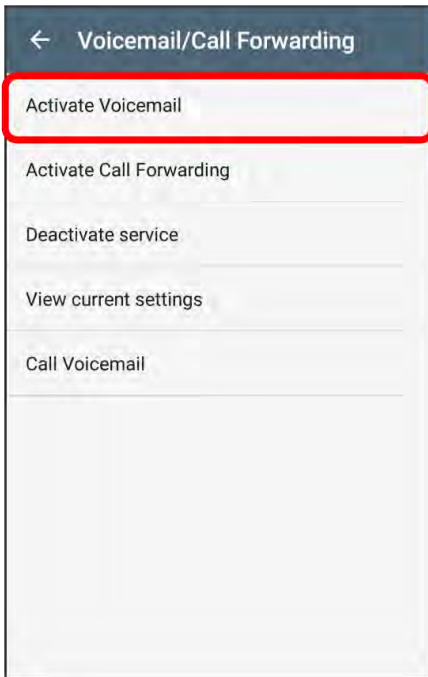 Voicemail/Call Forwarding
Activate Voicemail
Activate Call Forwarding
Deactivate service
View current settings
Call Voicemail